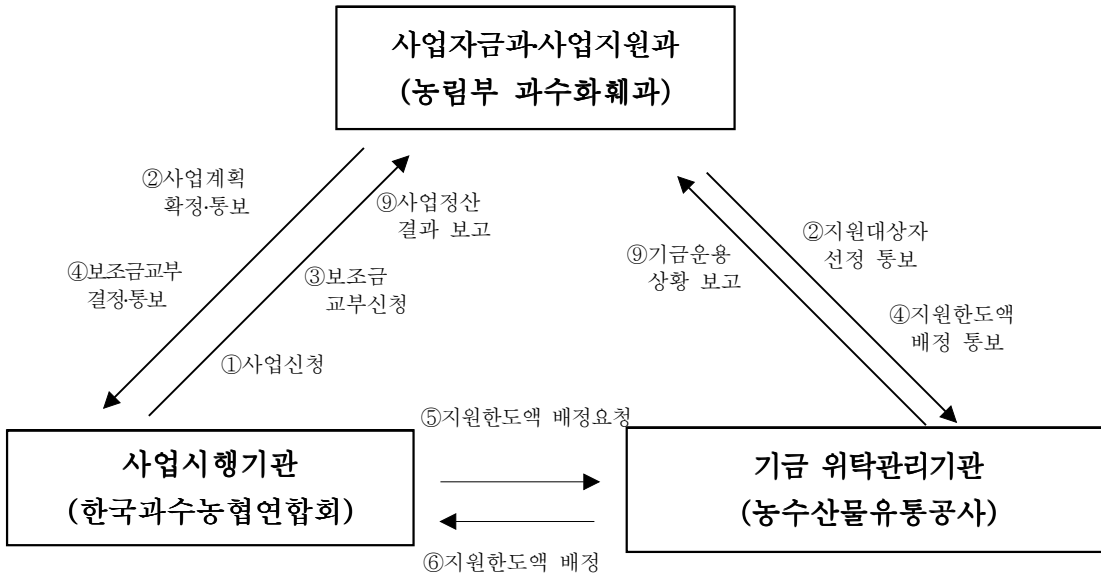 사업자금과·사업지원과
(농림부 과수화훼과)
②사업계획
확정·통보
⑨사업정산
결과 보고
④보조금교부
결정·통보
③보조금
교부신청
①사업신청
②지원대상자
선정 통보
⑨기금운용
상황 보고
④지원한도액
배정 통보
⑤지원한도액 배정요청
사업시행기관
(한국과수농협연합회)
기금 위탁관리기관
(농수산물유통공사)
⑥지원한도액 배정